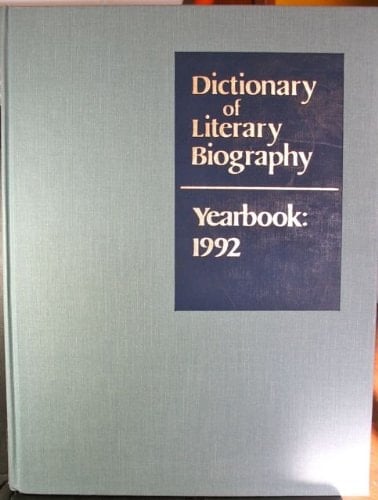 Dictionary
of
Literary
Biography
Yearbook:
1992